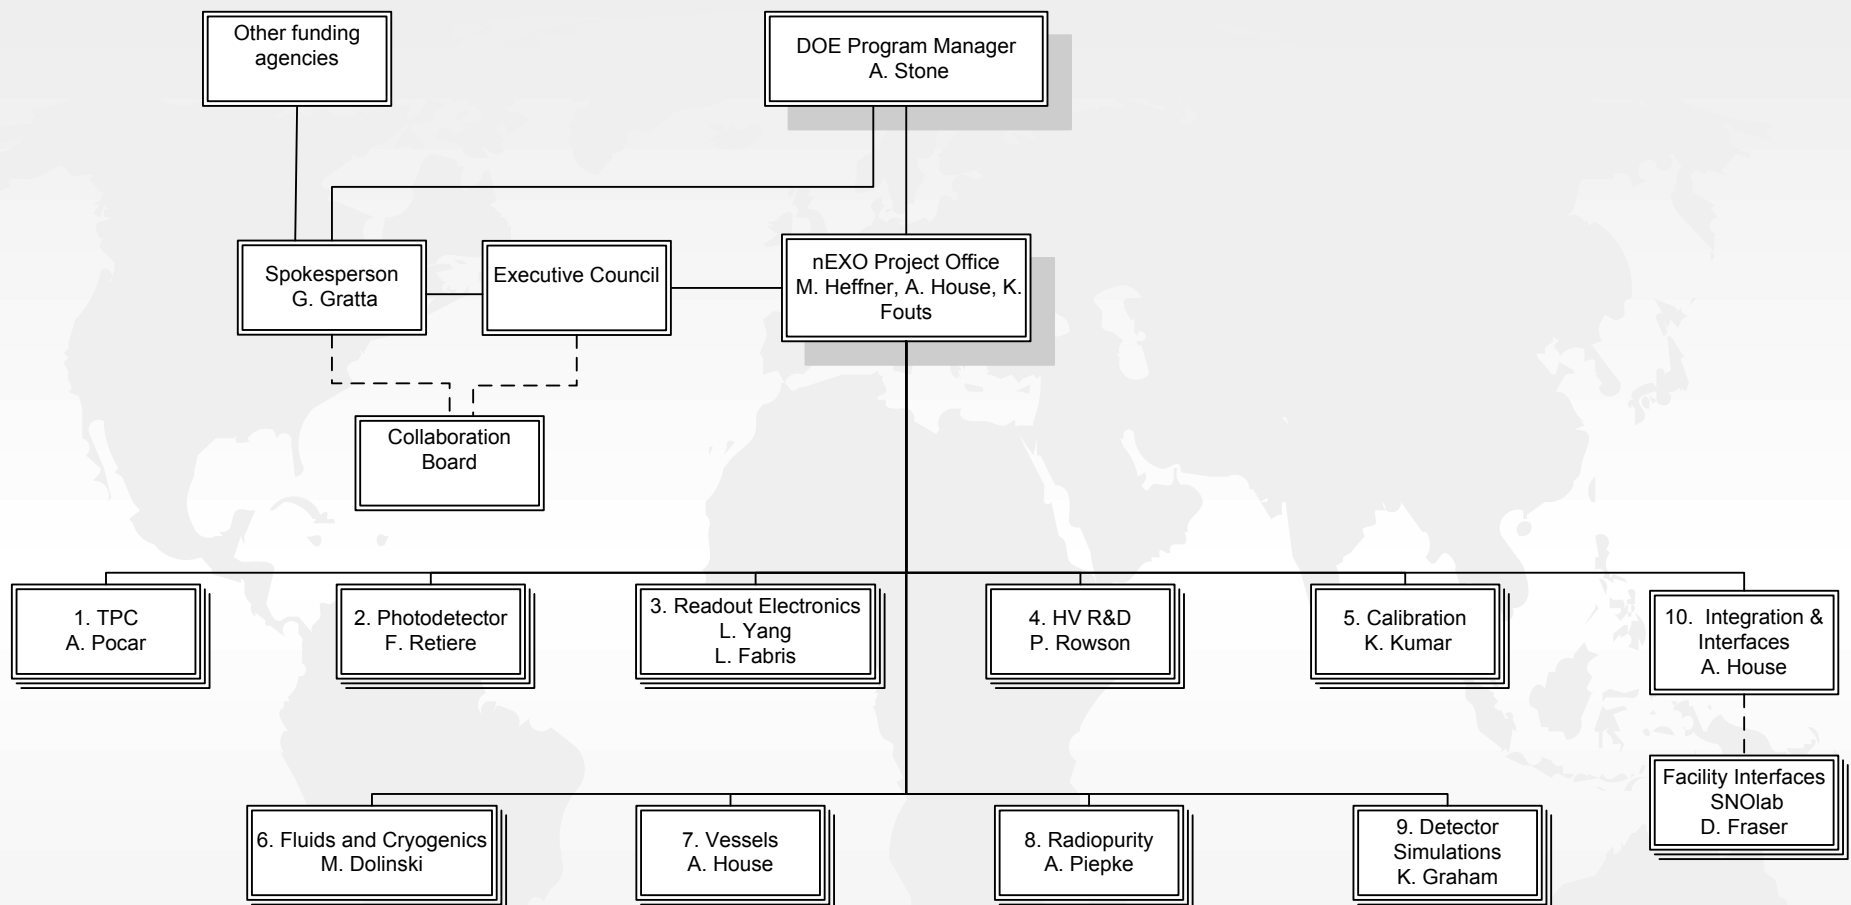 Other funding
agencies
DOE Program Manager
A. Stone
Spokesperson
G. Gratta
Executive Council
nEXO Project Office
M. Heffner, A. House, K.
Fouts
Collaboration
Board
1. TPC
A. Pocar
2. Photodetector
F. Retiere
3. Readout Electronics
L. Yang
L. Fabris
4. HV R&D
P. Rowson
5. Calibration
K. Kumar
10. Integration &
Interfaces
A. House
Facility Interfaces
SNOlab
D. Fraser
6. Fluids and Cryogenics
M. Dolinski
7. Vessels
A. House
8. Radiopurity
A. Piepke
9. Detector
Simulations
K. Graham